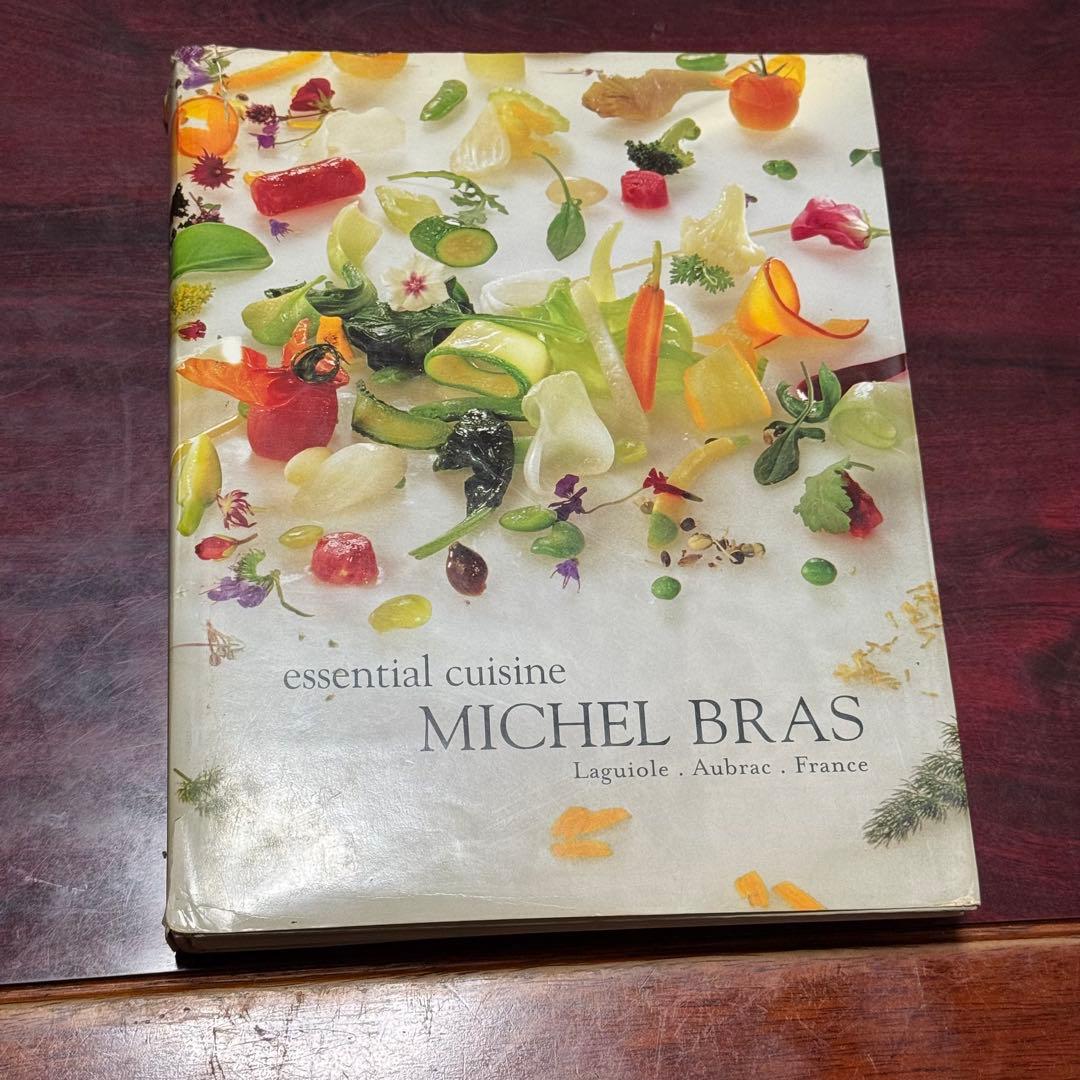 essential cuisine
MICHEL BRAS
Laguiole . Aubrac . France